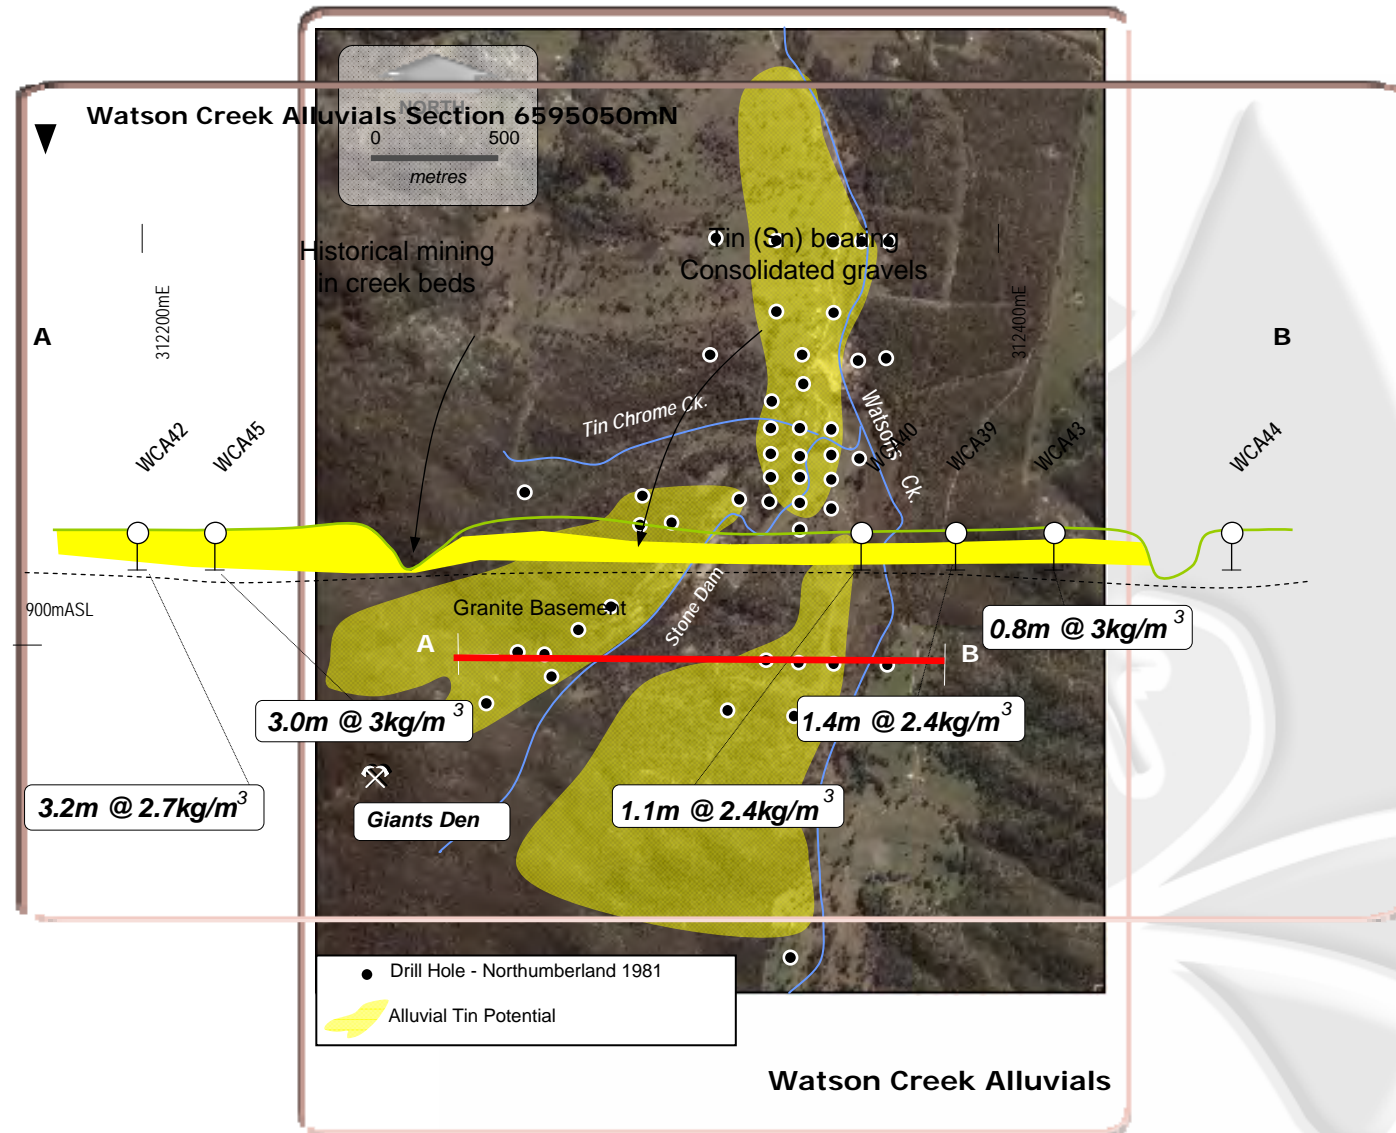 NORTH
Watson Creek Alluvials Section 6595050mN
0 500
metres
Historical mining
in creek beds
Tin (Sn) bearing
Consolidated gravels
312200mE
312400mE
A
B
Tin Chrome Ck.
Watsons Ck.
WCA42
WCA45
WCA40
WCA39
WCA43
WCA44
900mASL
Granite Basement
Stone Dam
A
B
0.8m @ 3kg/m³
3.0m @ 3kg/m³
1.4m @ 2.4kg/m³
3.2m @ 2.7kg/m³
1.1m @ 2.4kg/m³
Giants Den
Drill Hole - Northumberland 1981
Alluvial Tin Potential
Watson Creek Alluvials